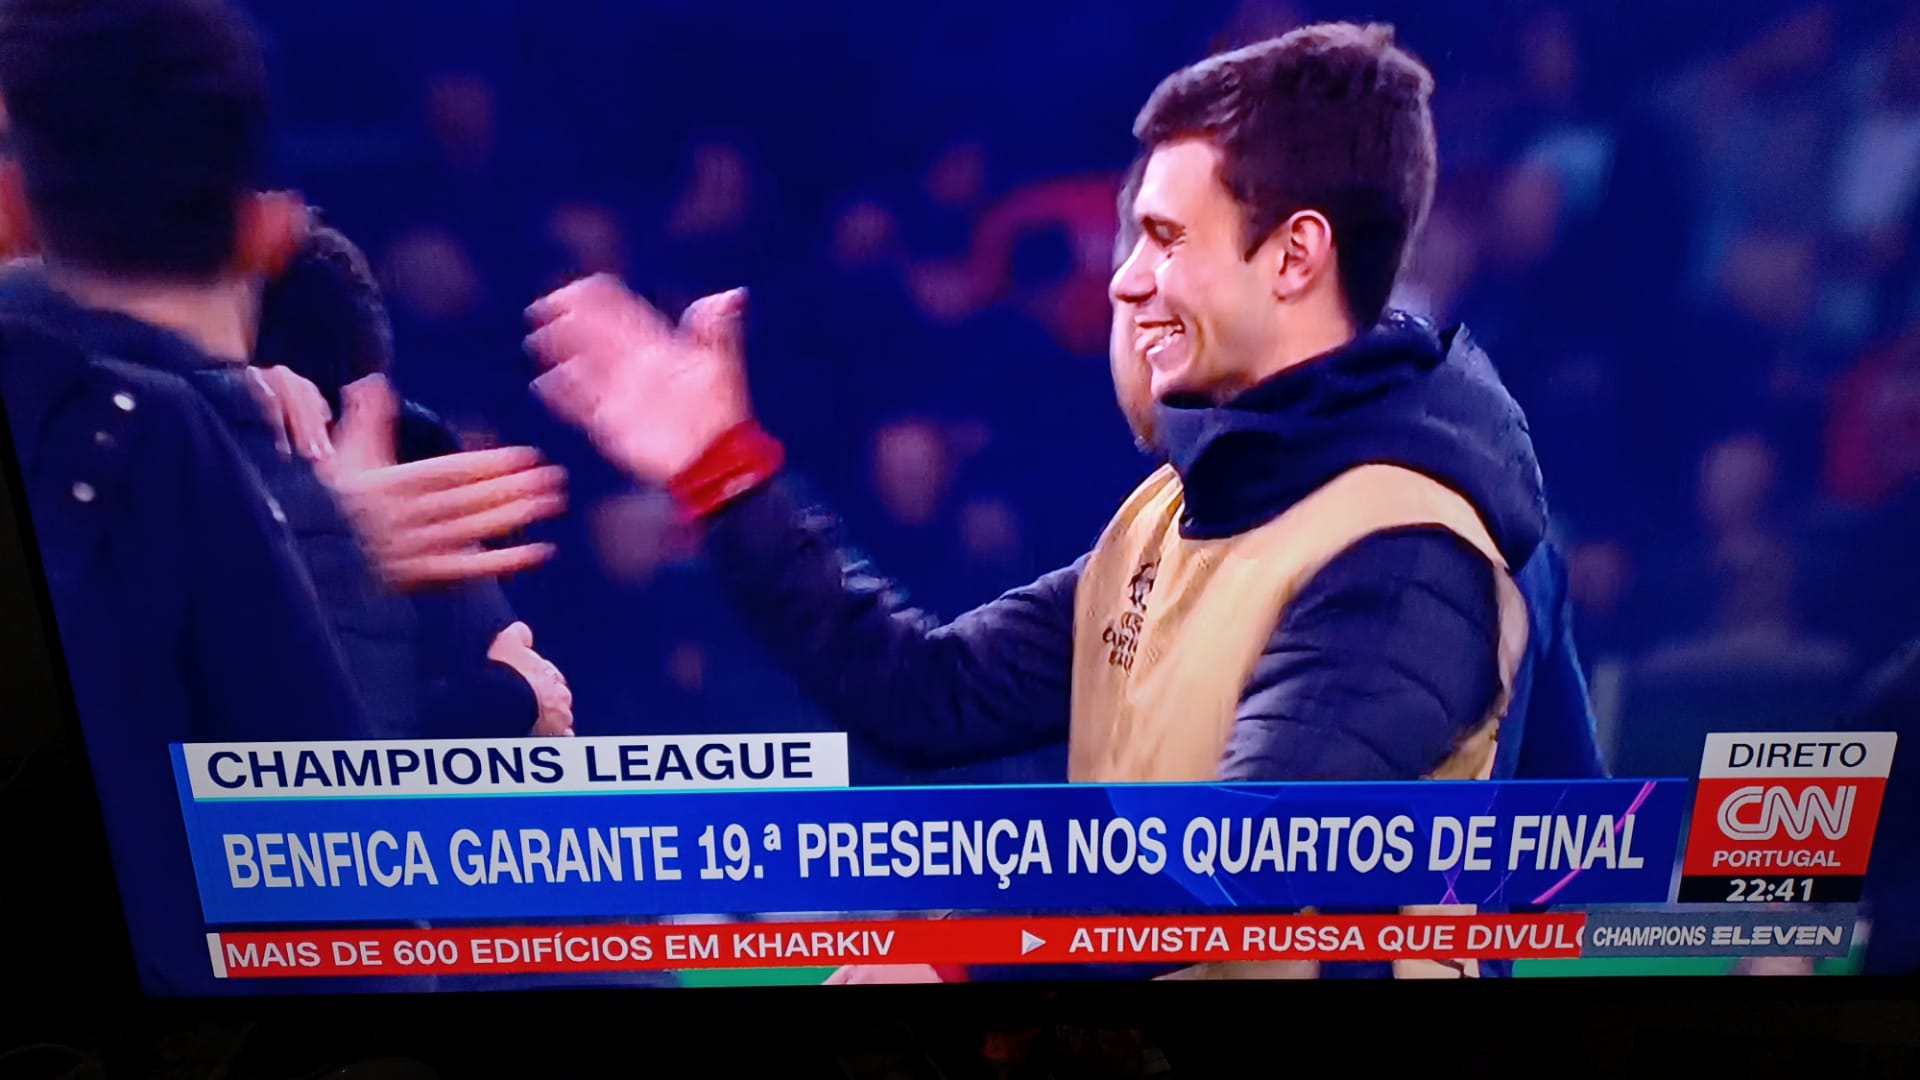 CHAMPIONS LEAGUE
BENFICA GARANTE 19.ª PRESENÇA NOS QUARTOS DE FINAL
DIRETO
CNN
PORTUGAL
22:41
MAIS DE 600 EDIFÍCIOS EM KHARKIV ATIVISTA RUSSA QUE
CHAMPIONS ELEVEN